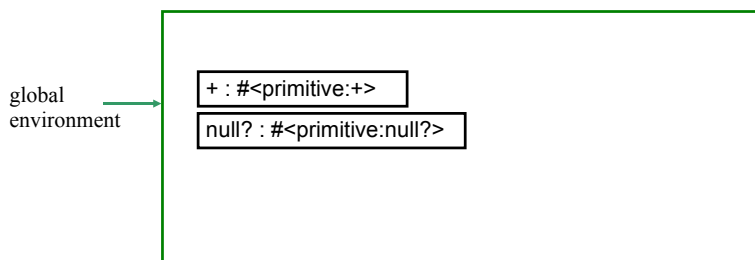 + : #<primitive:+>
global
environment
null? : #<primitive:null?>